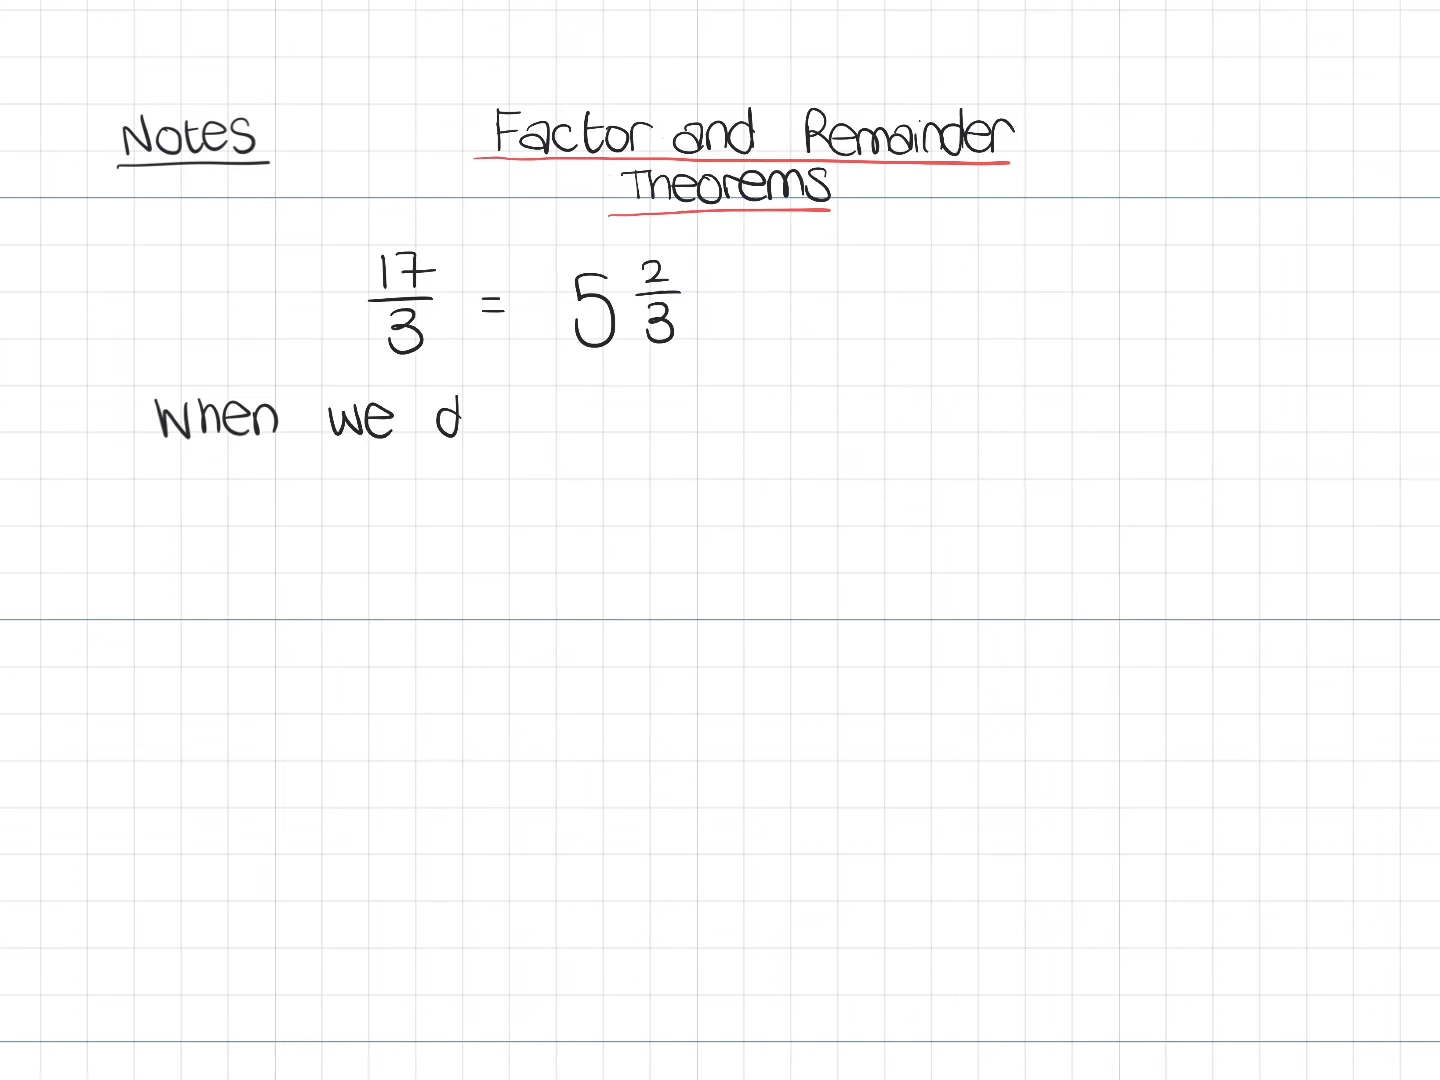 Notes
Factor and Remainder
Theorems
17/3 = 5 2/3
When we d